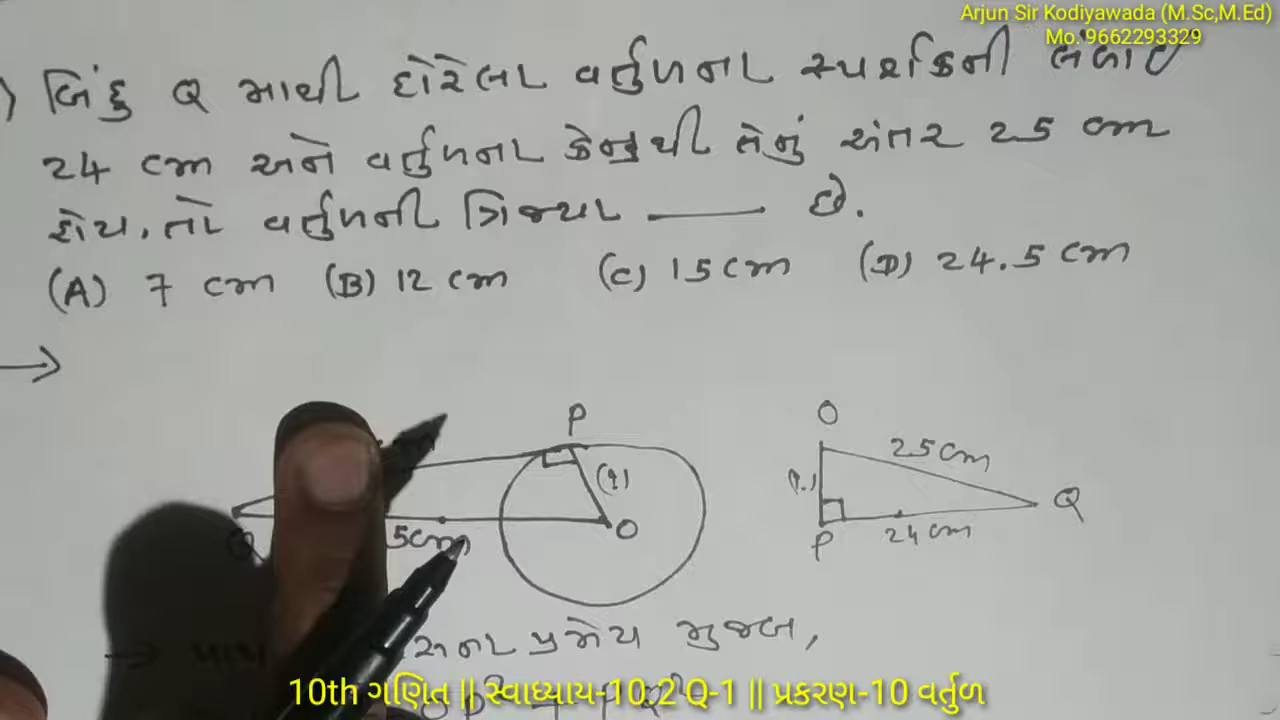 Arjun Sir Kodiyawada (M.Sc,M.Ed)
Mo. 9662293329
) બિંદુ Q માથી દોરેલા વર્તુળના સ્પર્શકની લંબાઈ
24 cm અને વર્તુળના કેન્દ્રથી તેનું અંતર 25 cm
હોય. તો વર્તુળની ત્રિજ્યા ——— છે.
(A) 7 cm (B) 12 cm (C) 15 cm (D) 24.5 cm
→
P
O
25 cm
Q
O
5cm
P
24 cm
Q
સના પ્રમેય મુજબ,
10th ગણિત || સ્વાધ્યાય-10.2 Q-1 || પ્રકરણ-10 વર્તુળ